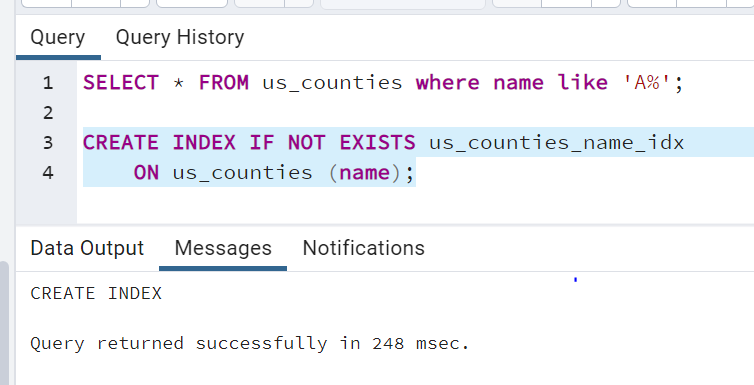 Query Query History
1 SELECT * FROM us_counties where name like 'A%';
2
3 CREATE INDEX IF NOT EXISTS us_counties_name_idx
4 ON us_counties (name);
Data Output Messages Notifications
CREATE INDEX
Query returned successfully in 248 msec.